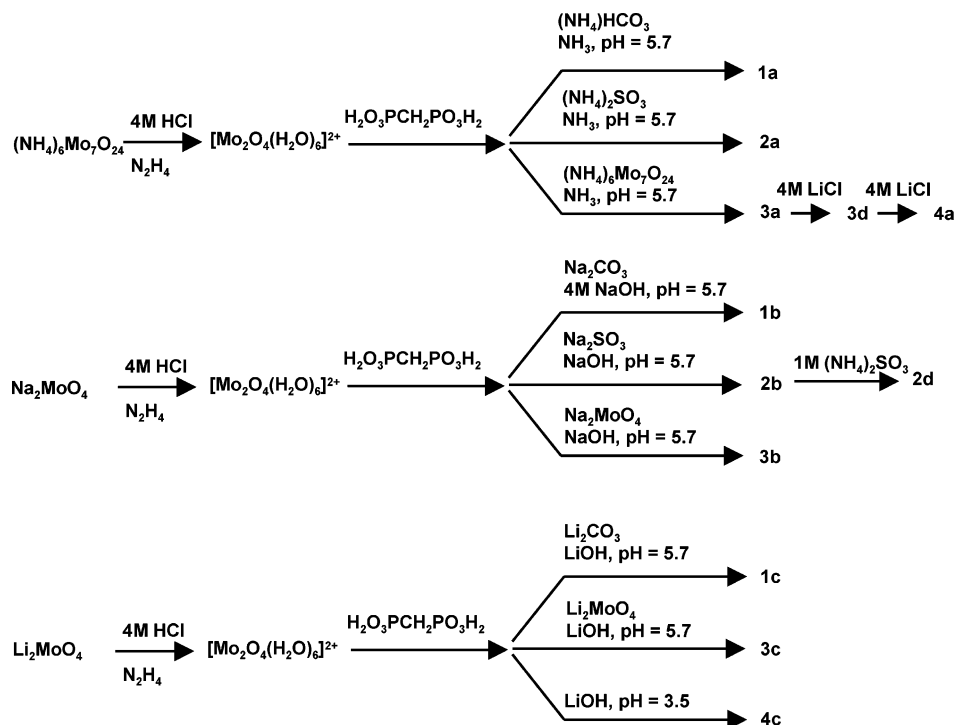 (NH₄)HCO₃
NH₃, pH = 5.7
1a
4M HCl
H₂O₃PCH₂PO₃H₂
(NH₄)₂SO₃
NH₃, pH = 5.7
(NH₄)₆Mo₇O₂₄
[Mo₂O₄(H₂O)₆]²⁺
2a
N₂H₄
(NH₄)₆Mo₇O₂₄
NH₃, pH = 5.7
4M LiCl
4M LiCl
3a
3d
4a
Na₂CO₃
4M NaOH, pH = 5.7
1b
4M HCl
H₂O₃PCH₂PO₃H₂
Na₂SO₃
NaOH, pH = 5.7
1M (NH₄)₂SO₃
Na₂MoO₄
[Mo₂O₄(H₂O)₆]²⁺
2b
2d
N₂H₄
Na₂MoO₄
NaOH, pH = 5.7
3b
Li₂CO₃
LiOH, pH = 5.7
1c
4M HCl
H₂O₃PCH₂PO₃H₂
Li₂MoO₄
LiOH, pH = 5.7
Li₂MoO₄
[Mo₂O₄(H₂O)₆]²⁺
3c
N₂H₄
LiOH, pH = 3.5
4c